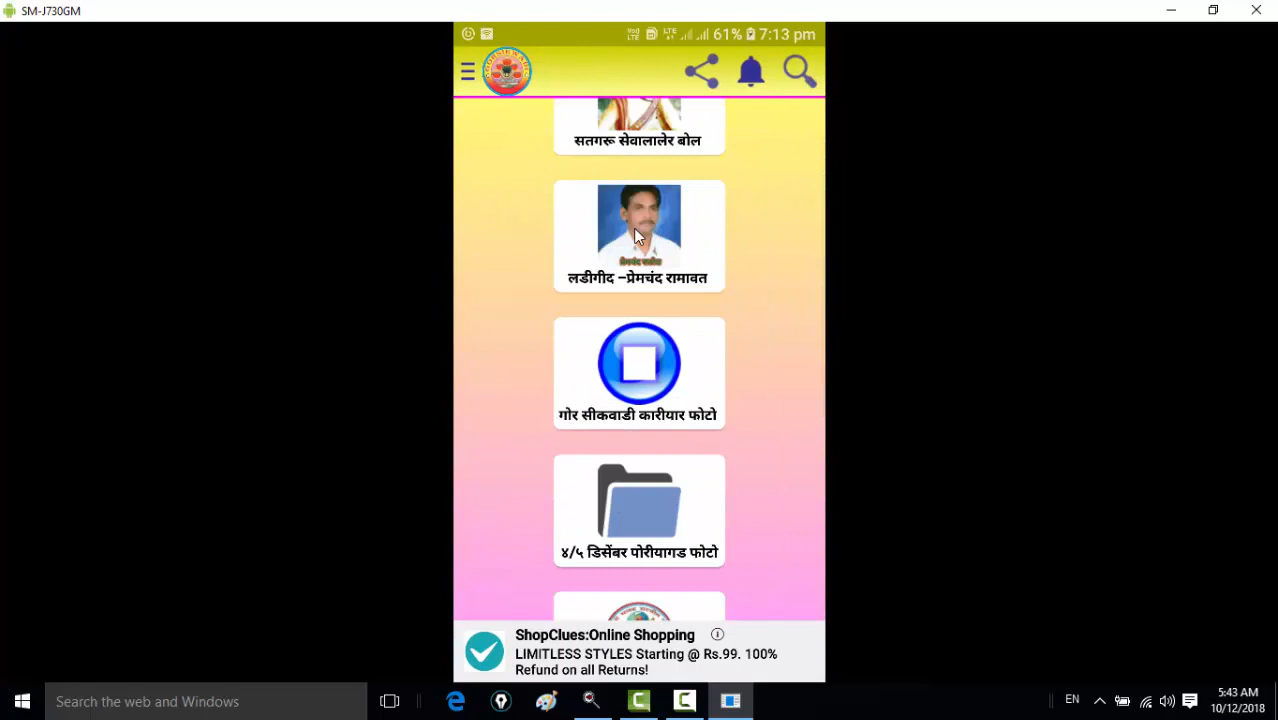 SM-J730GM
61% 7:13 pm
सतगरू सेवालालेर बोल
लडीगीद –प्रेमचंद रामावत
गोर सीकवाडी कारीयार फोटो
४/५ डिसेंबर पोरीयागड फोटो
ShopClues:Online Shopping
LIMITLESS STYLES Starting @ Rs.99. 100%
Refund on all Returns!
Search the web and Windows
EN
5:43 AM
10/12/2018